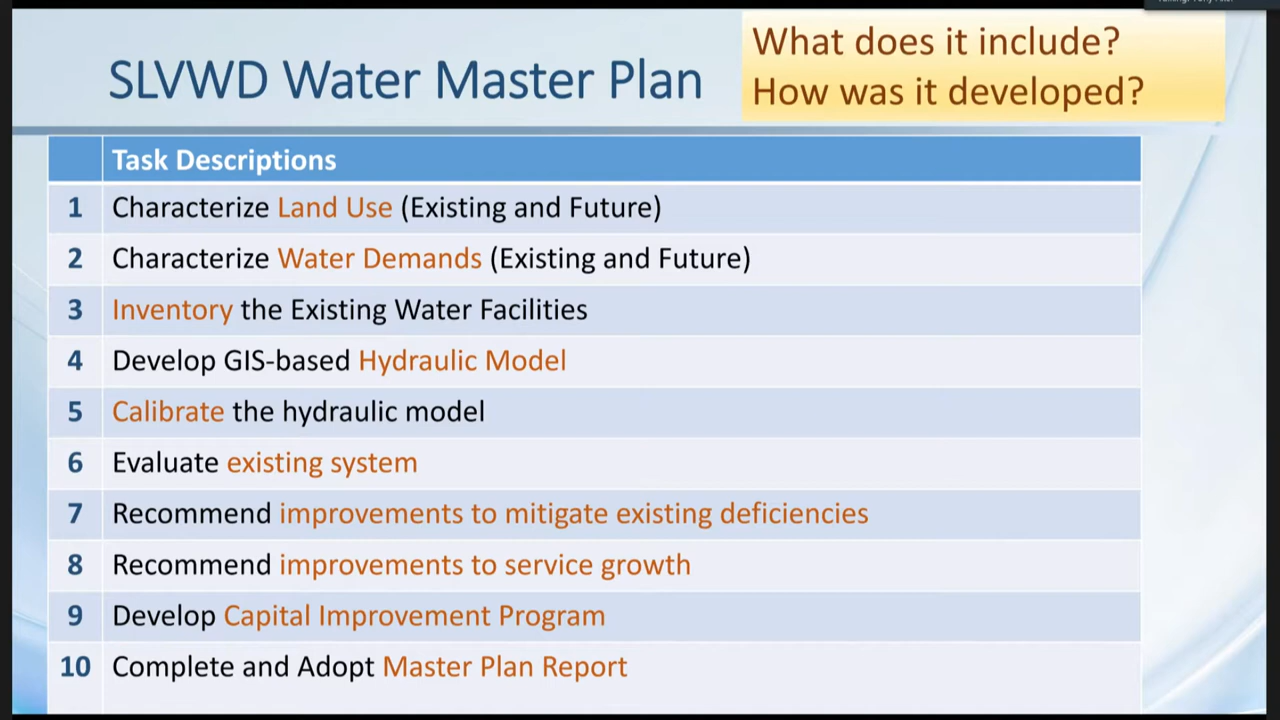 SLVWD Water Master Plan
What does it include?
How was it developed?
Task Descriptions
1 Characterize Land Use (Existing and Future)
2 Characterize Water Demands (Existing and Future)
3 Inventory the Existing Water Facilities
4 Develop GIS-based Hydraulic Model
5 Calibrate the hydraulic model
6 Evaluate existing system
7 Recommend improvements to mitigate existing deficiencies
8 Recommend improvements to service growth
9 Develop Capital Improvement Program
10 Complete and Adopt Master Plan Report